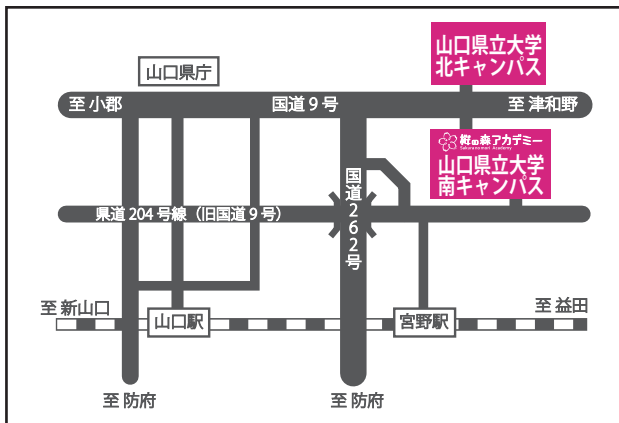 山口県立大学
北キャンパス
山口県庁
至 小郡
国道 9 号
至 津和野
桜の森アカデミー
Sakuranomori Academy
山口県立大学
南キャンパス
国道262号
県道 204 号線（旧国道 9 号）
至 新山口
至 益田
山口駅
宮野駅
至 防府
至 防府